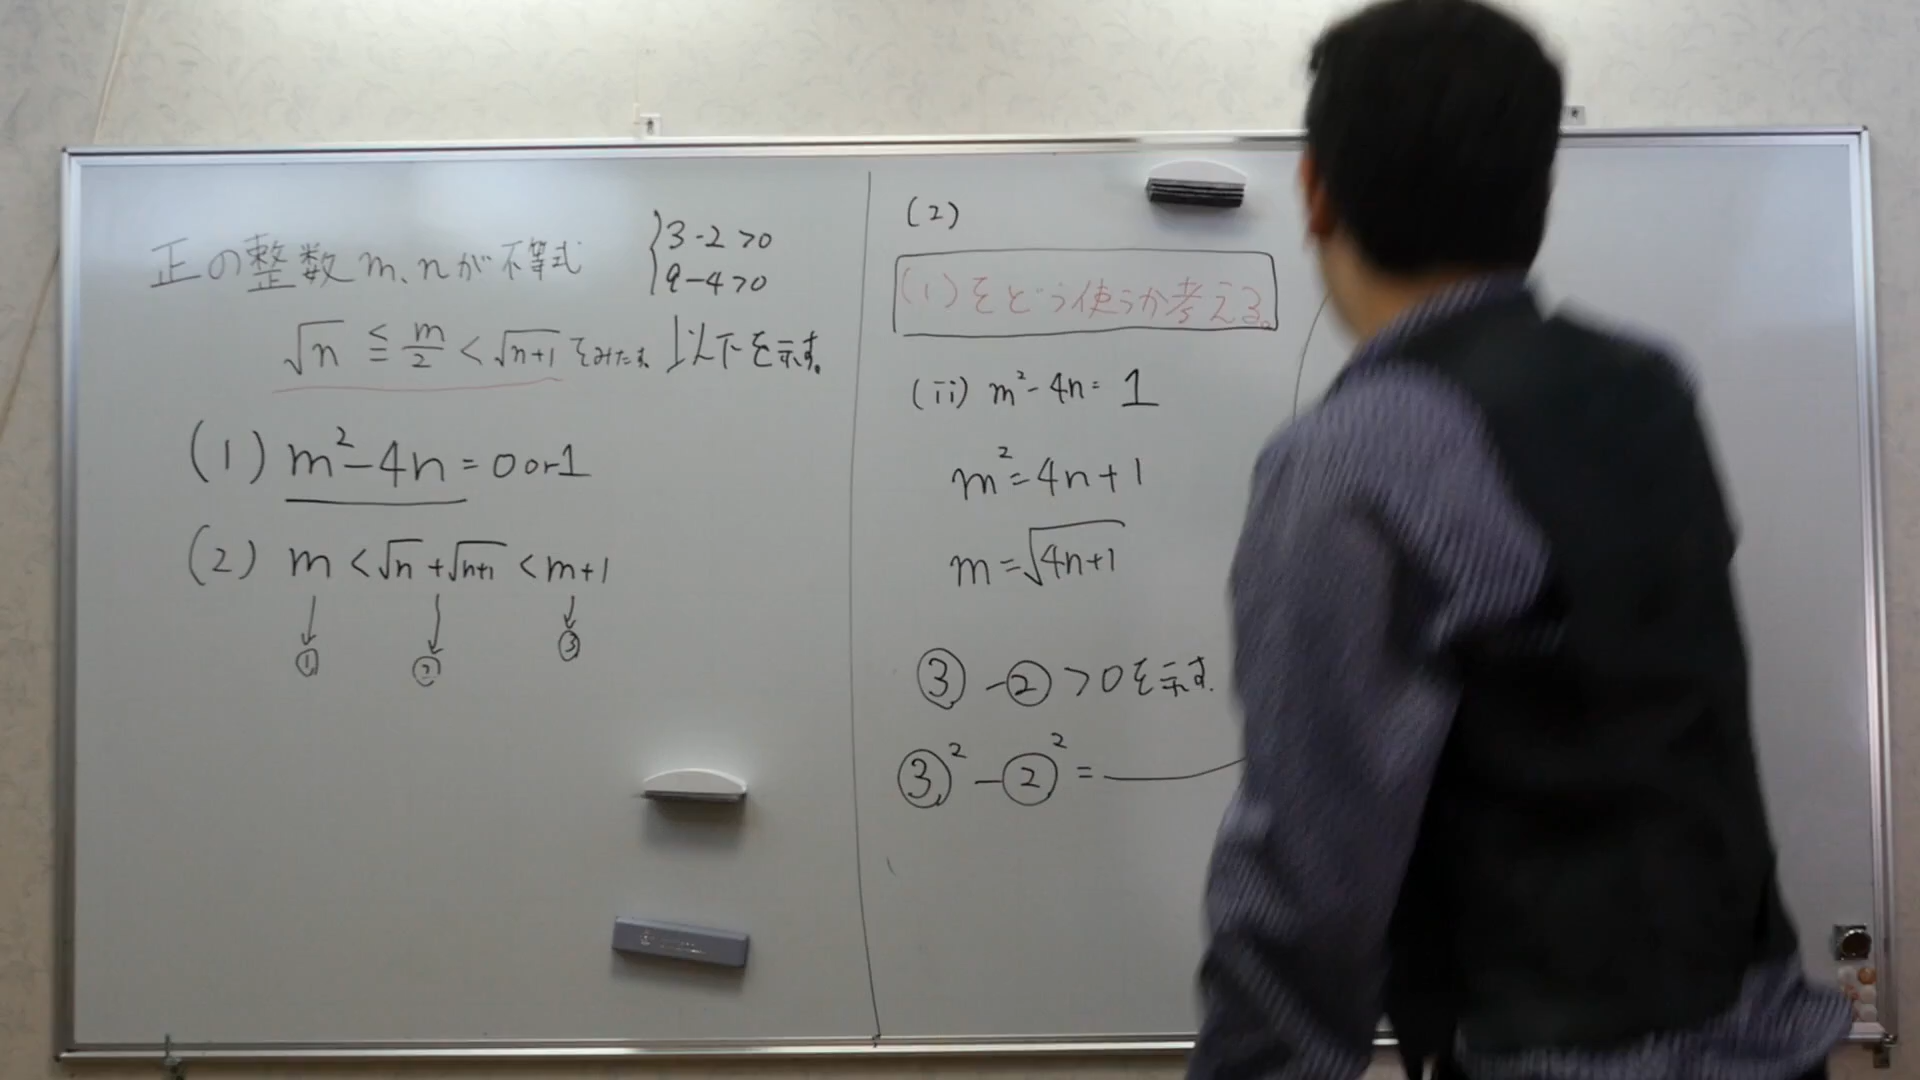 正の整数m、nが不等式
√n ≦ m/2 < √n+1 をみたす
{3-2>0
9-4>0
以下を示す。
(1) m²-4n = 0 or 1
(2) m < √n + √n+1 < m+1
① ② ③
(2)
(1)をどう使うか考える。
(ii) m²-4n = 1
m² = 4n+1
m = √4n+1
③ - ② > 0 を示す.
③² - ②² =